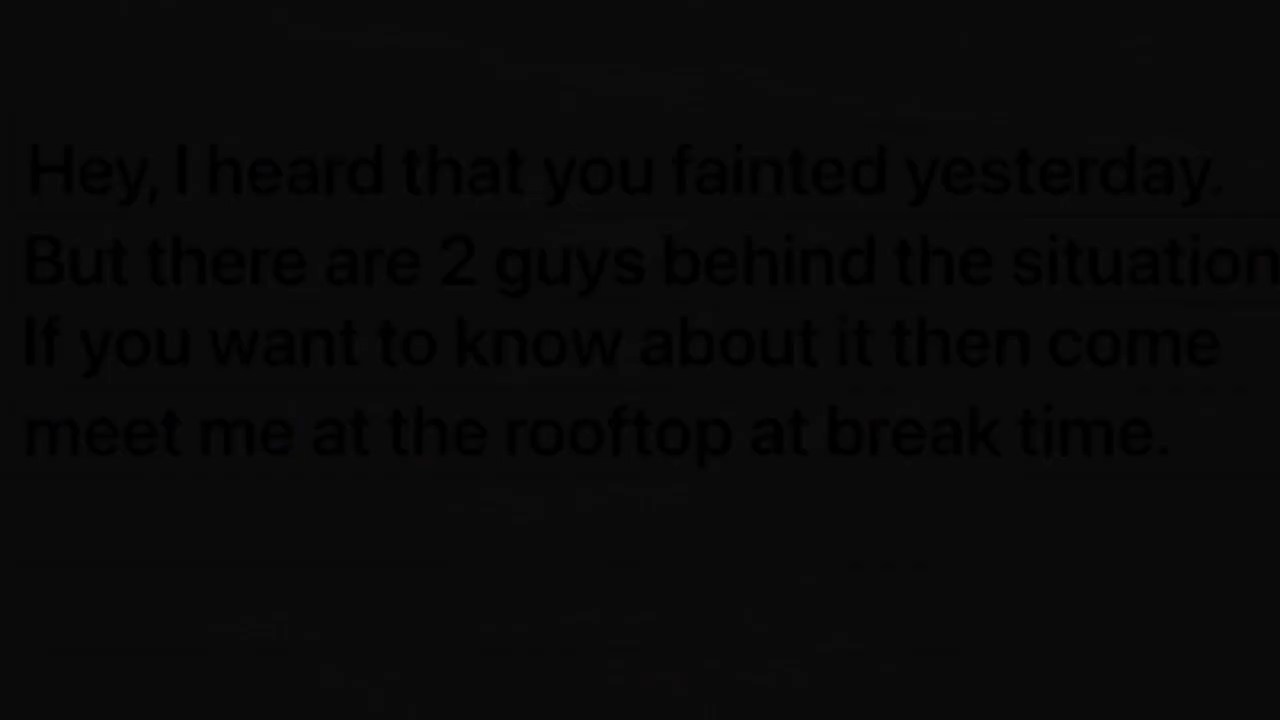 Hey, I heard that you fainted yesterday.
But there are 2 guys behind the situation
If you want to know about it then come
meet me at the rooftop at break time.